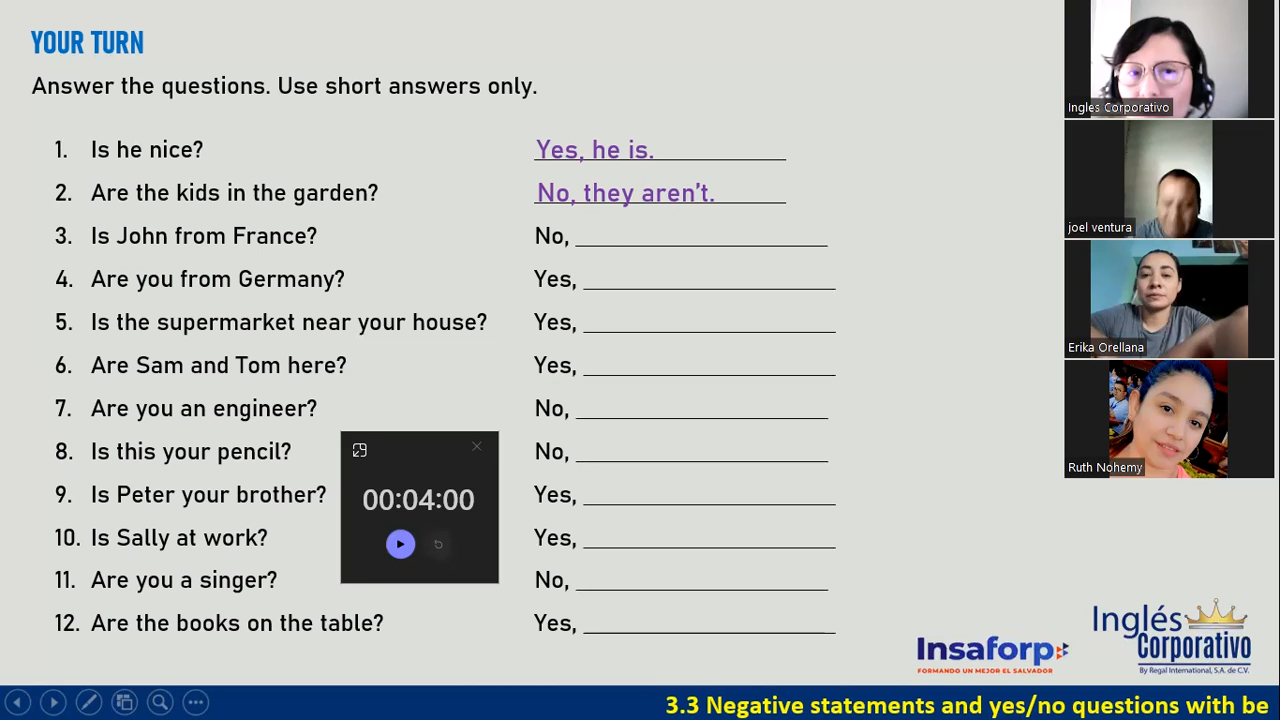 YOUR TURN
Answer the questions. Use short answers only.
1. Is he nice? Yes, he is.
2. Are the kids in the garden? No, they aren't.
3. Is John from France? No,
4. Are you from Germany? Yes,
5. Is the supermarket near your house? Yes,
6. Are Sam and Tom here? Yes,
7. Are you an engineer? No,
8. Is this your pencil? No,
9. Is Peter your brother? Yes,
10. Is Sally at work? Yes,
11. Are you a singer? No,
12. Are the books on the table? Yes,
00:04:00
Ingles Corporativo
joel ventura
Erika Orellana
Ruth Nohemy
Insaforp
FORMANDO UN MEJOR EL SALVADOR
Inglés
Corporativo
By Regal International, S.A. de C.V.
3.3 Negative statements and yes/no questions with be